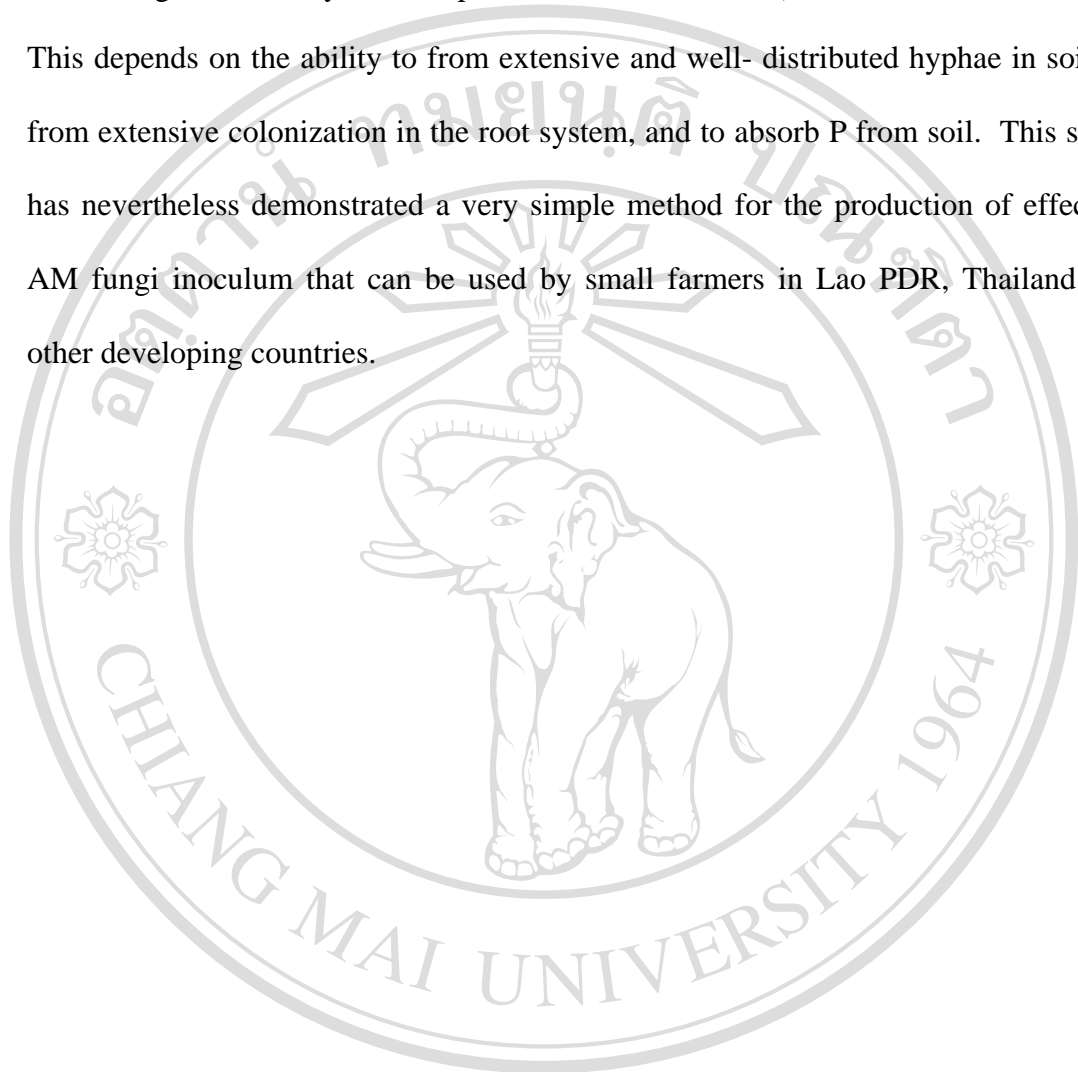 This depends on the ability to from extensive and well- distributed hyphae in soi
from extensive colonization in the root system, and to absorb P from soil. This s
has nevertheless demonstrated a very simple method for the production of effec
AM fungi inoculum that can be used by small farmers in Lao PDR, Thailand
other developing countries.
CHIANG MAI UNIVERSITY 1964